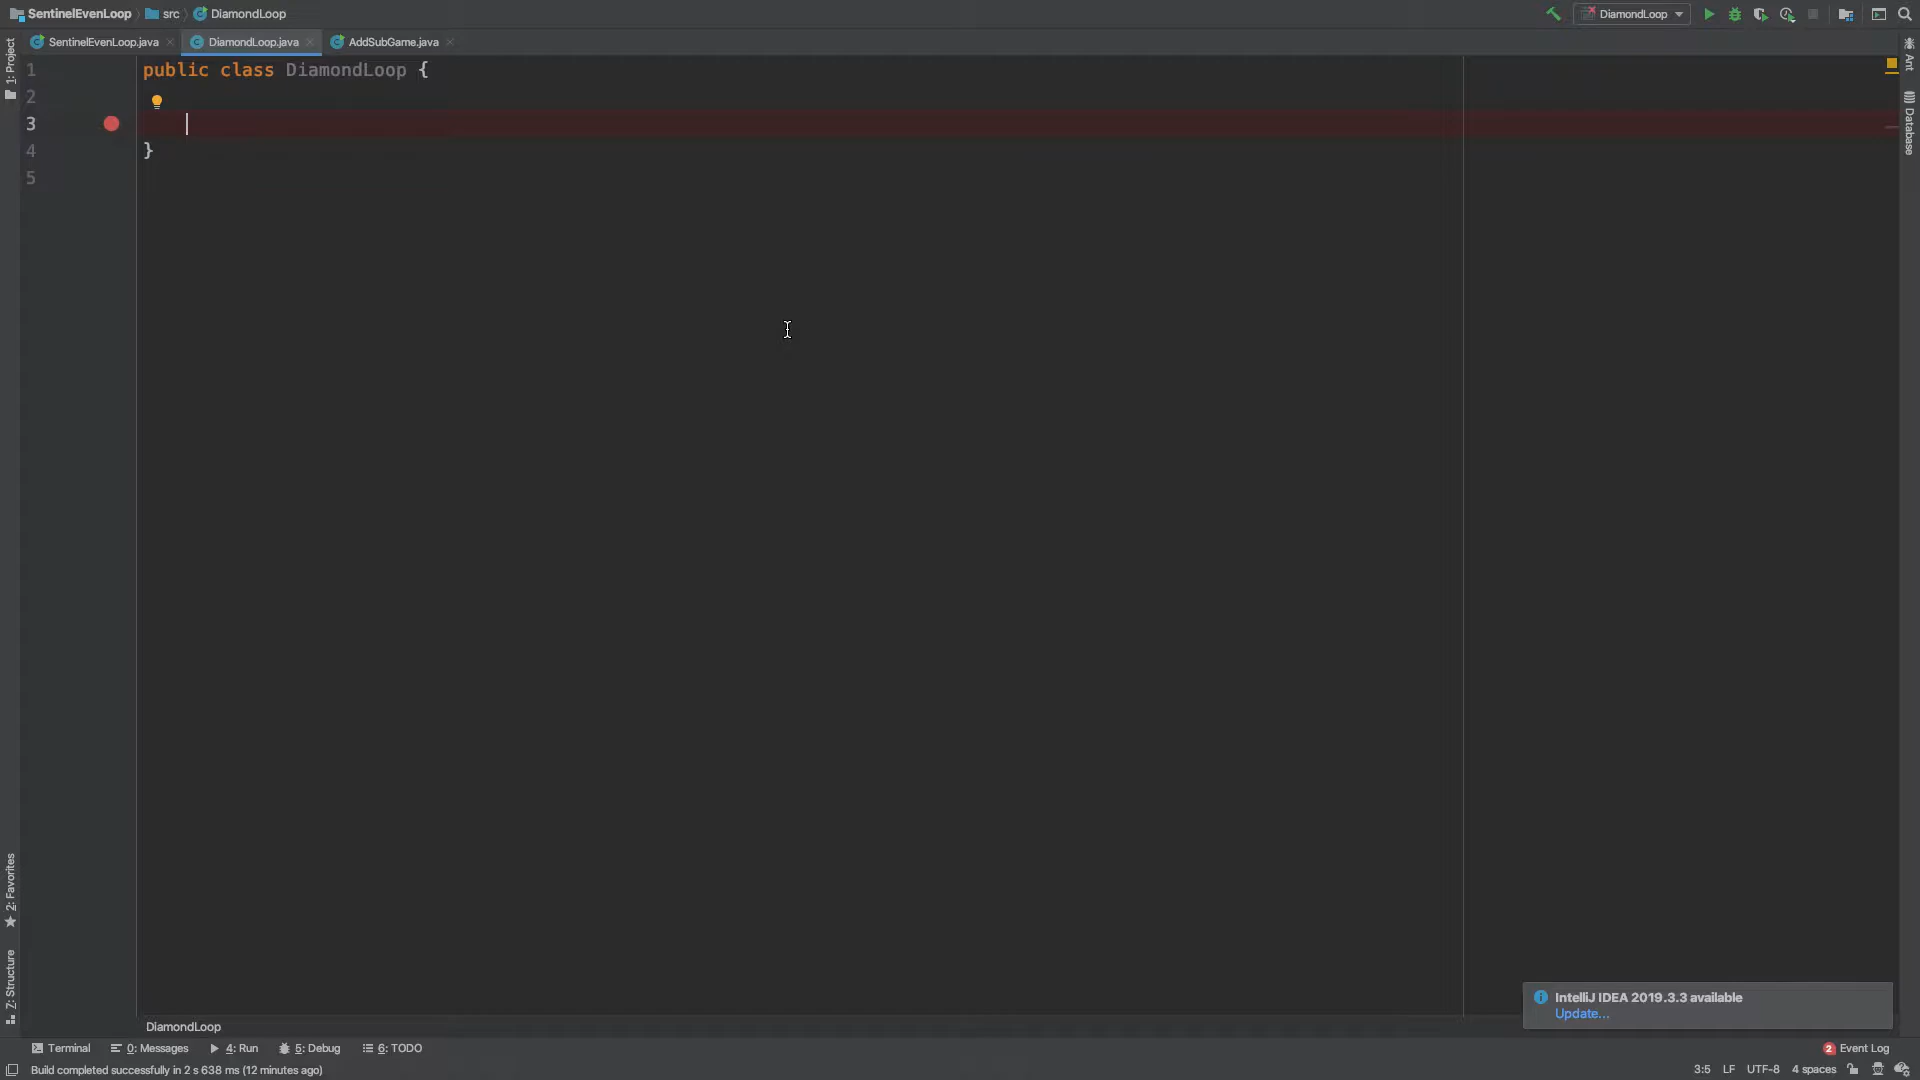 SentinelEvenLoop src DiamondLoop
DiamondLoop
SentinelEvenLoop.java DiamondLoop.java AddSubGame.java
1: Project
Ant
Database
1 public class DiamondLoop {
2
3
4 }
5
2: Favorites
7: Structure
IntelliJ IDEA 2019.3.3 available
Update...
DiamondLoop
Terminal 0: Messages 4: Run 5: Debug 6: TODO
2 Event Log
Build completed successfully in 2 s 638 ms (12 minutes ago)
3:5 LF UTF-8 4 spaces